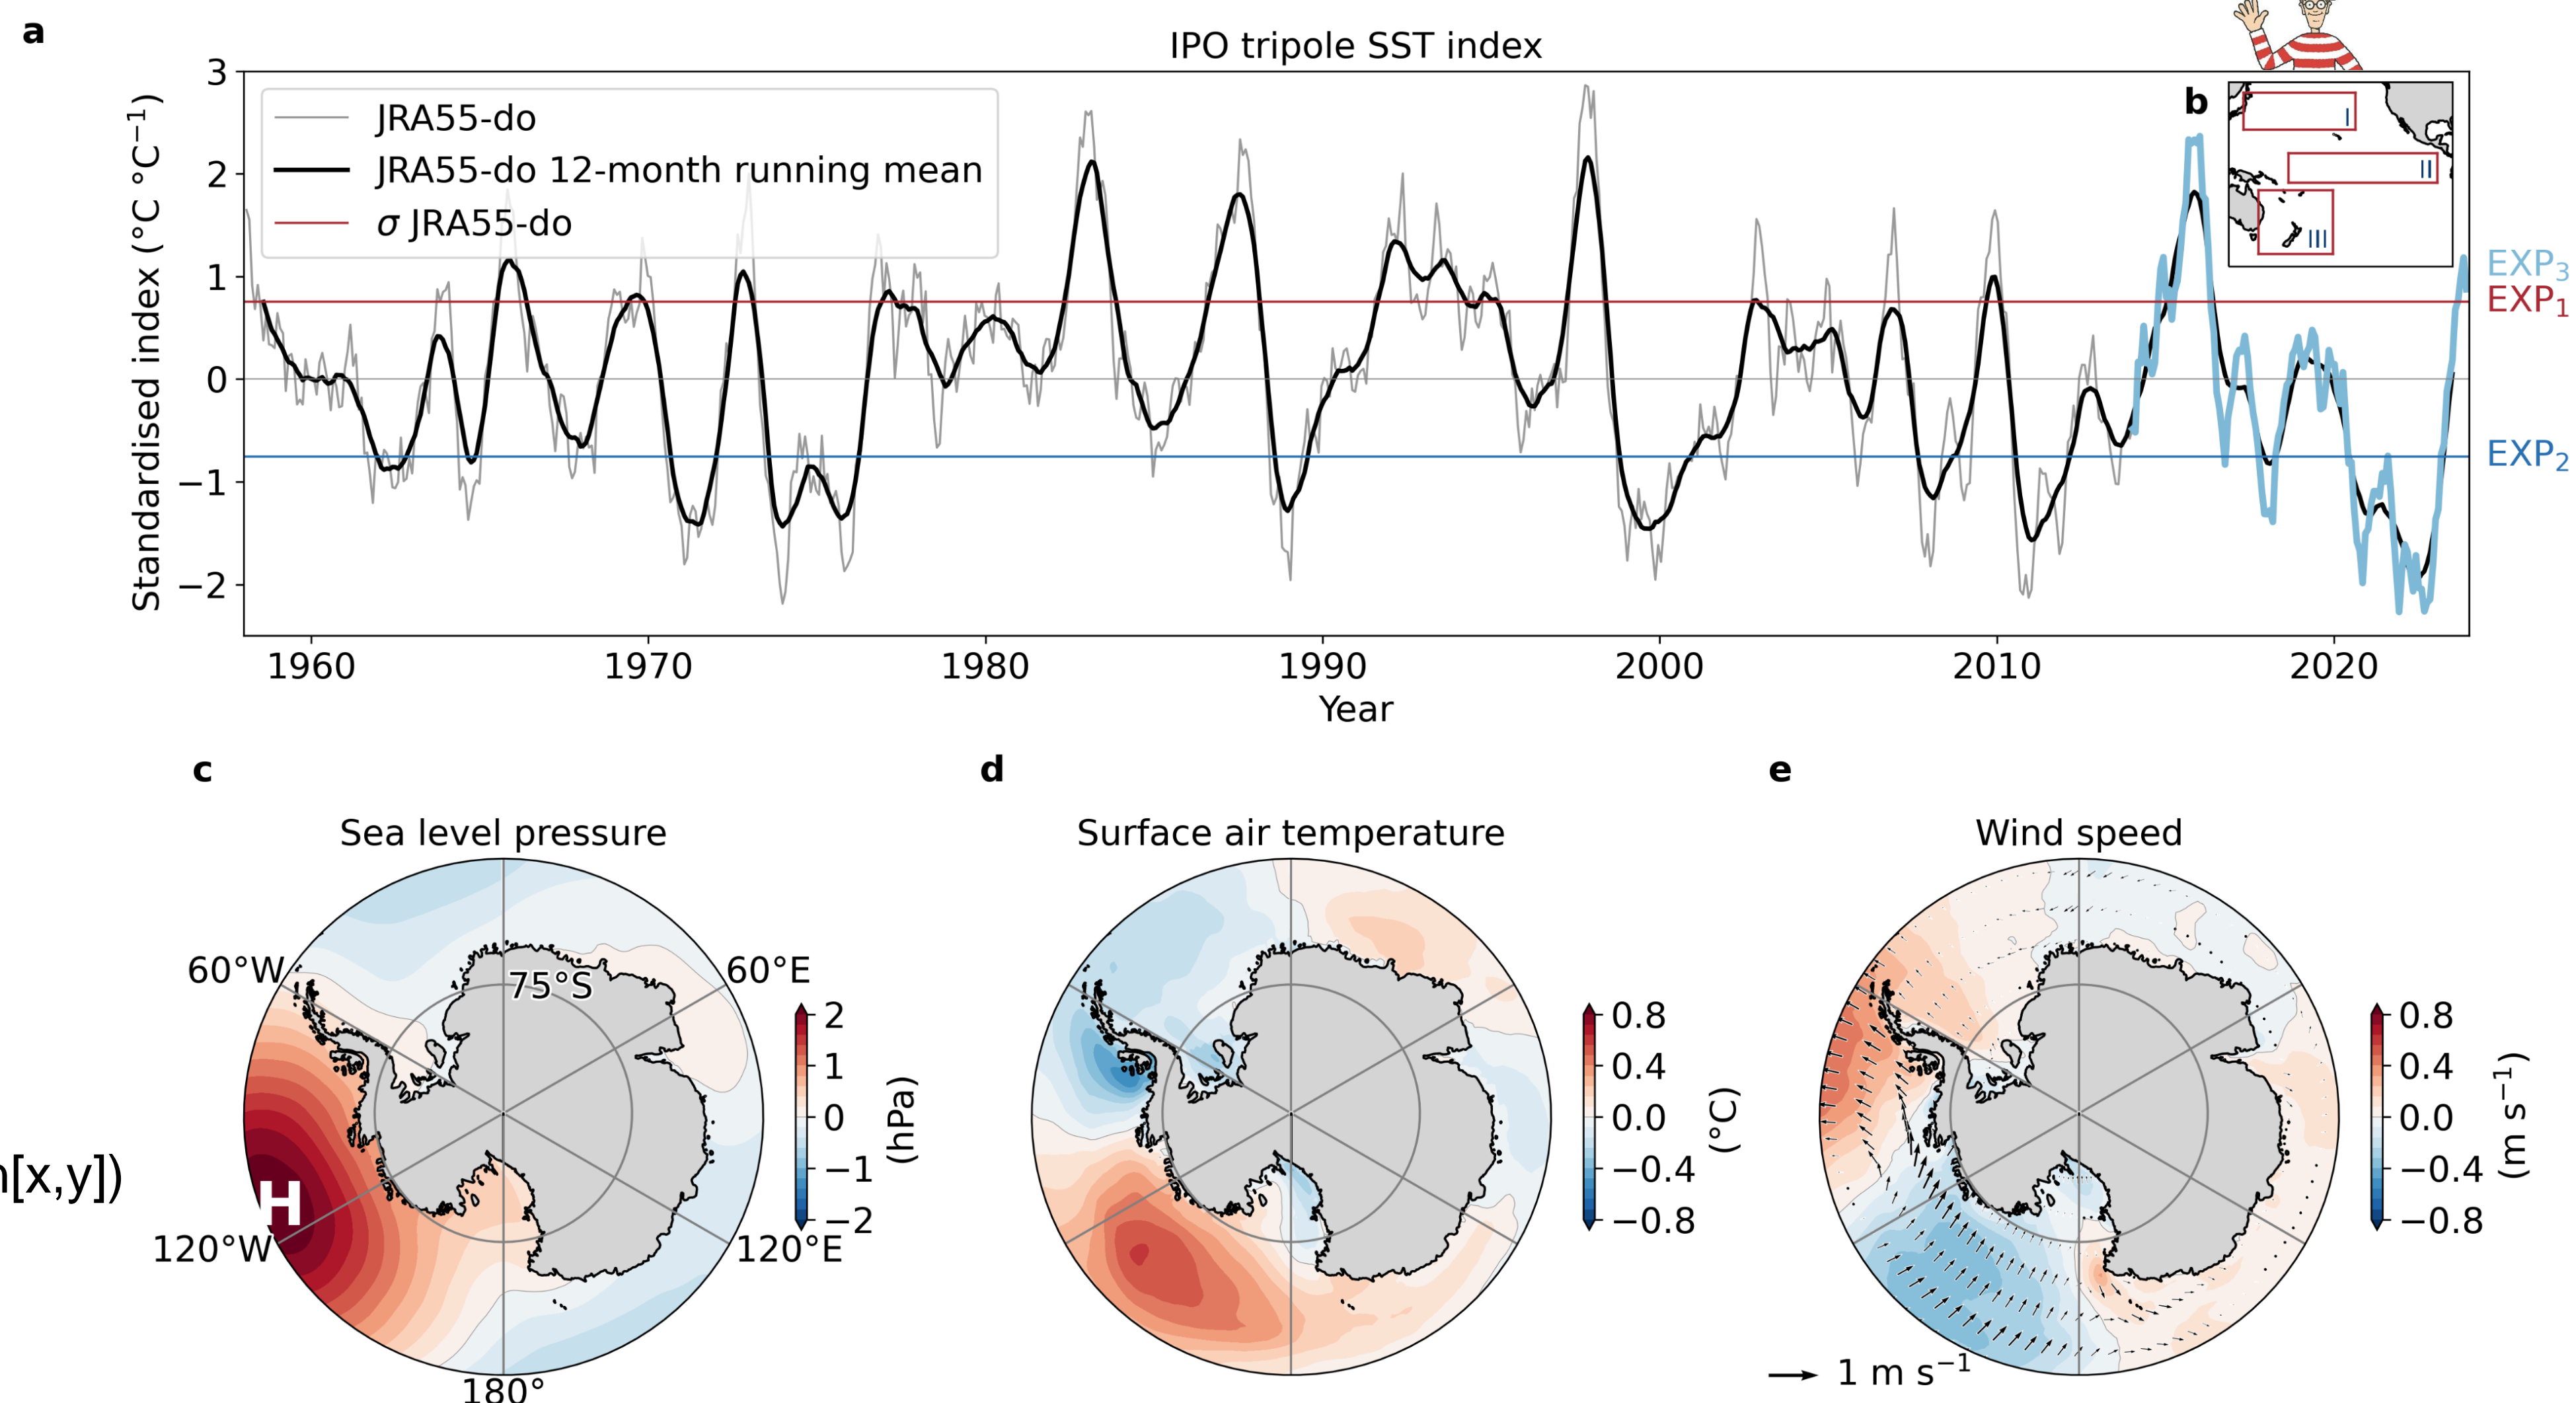 a
IPO tripole SST index
Standardised index (°C °C⁻¹)
3
2
1
0
−1
−2
JRA55-do
JRA55-do 12-month running mean
σ JRA55-do
b
I
II
III
EXP₃
EXP₁
EXP₂
1960 1970 1980 1990 2000 2010 2020
Year
c
Sea level pressure
60°W
75°S
60°E
120°W
120°E
180°
H
2
1
0
−1
−2
(hPa)
n[x,y])
d
Surface air temperature
0.8
0.4
0.0
−0.4
−0.8
(°C)
e
Wind speed
0.8
0.4
0.0
−0.4
−0.8
(m s⁻¹)
1 m s⁻¹